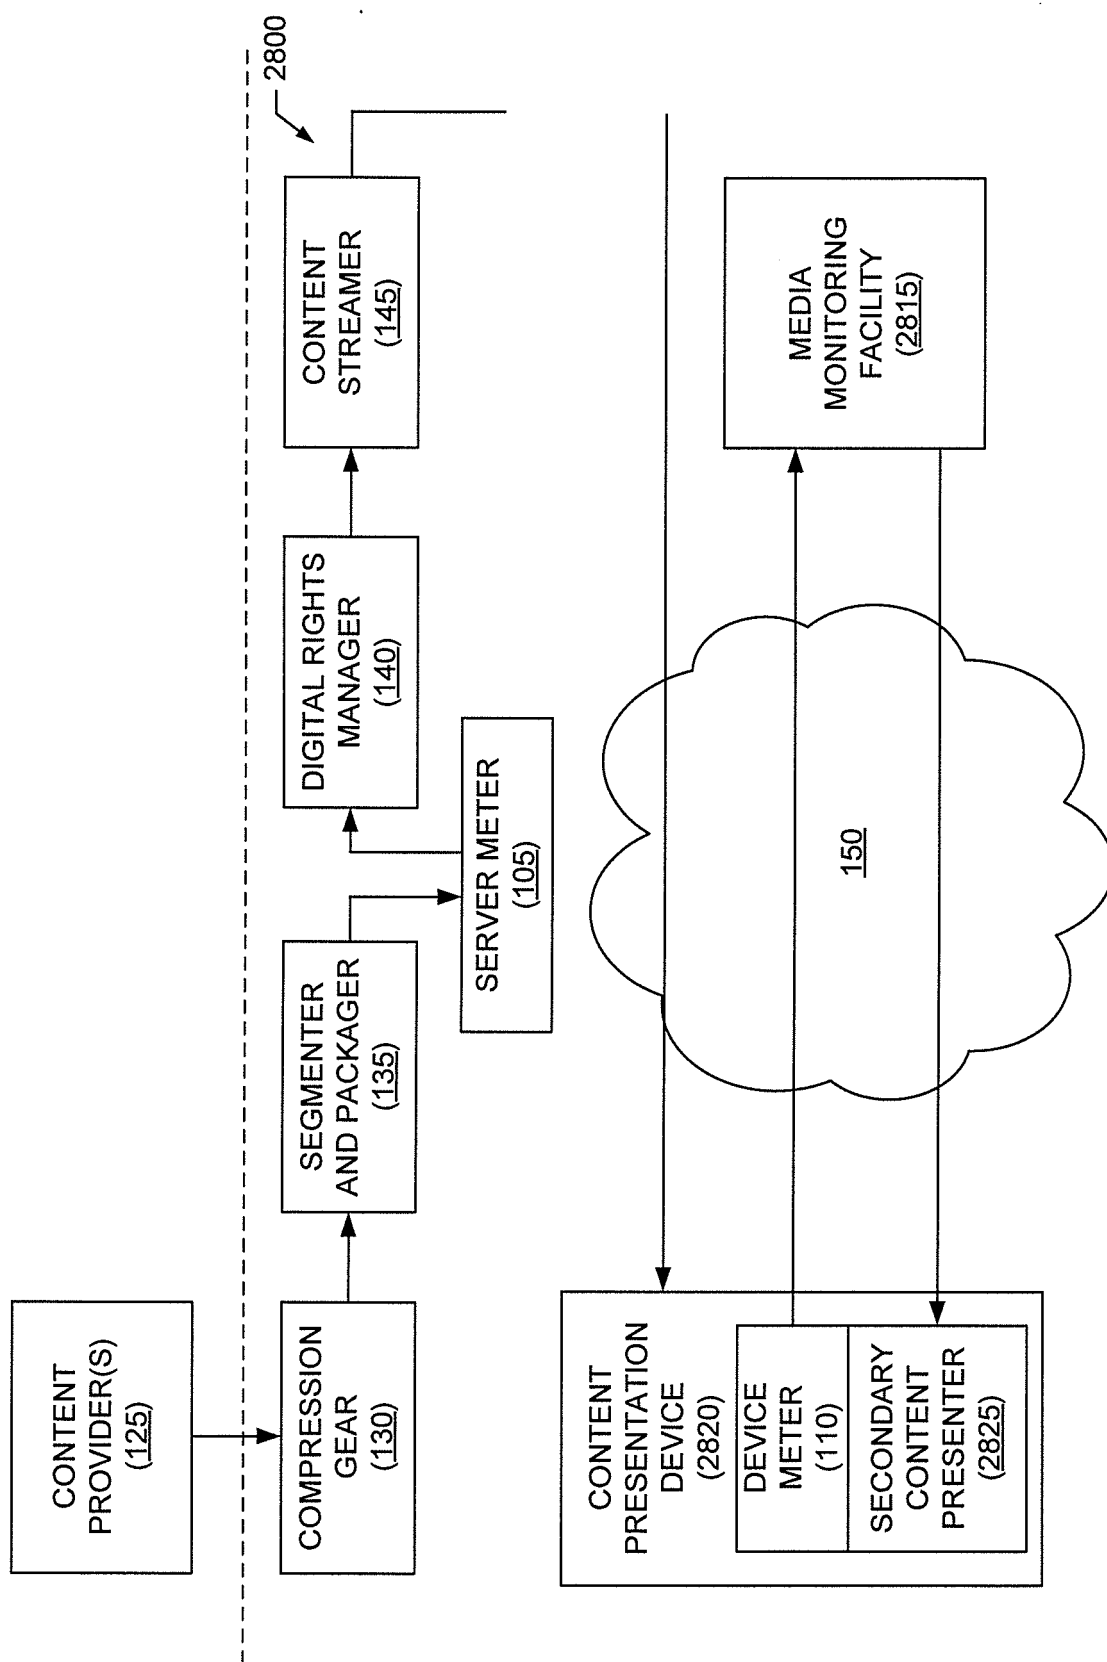 CONTENT
PROVIDER(S)
(125)
2800
COMPRESSION
GEAR
(130)
SEGMENTER
AND PACKAGER
(135)
SERVER METER
(105)
DIGITAL RIGHTS
MANAGER
(140)
CONTENT
STREAMER
(145)
CONTENT
PRESENTATION
DEVICE
(2820)
DEVICE
METER
(110)
SECONDARY
CONTENT
PRESENTER
(2825)
150
MEDIA
MONITORING
FACILITY
(2815)